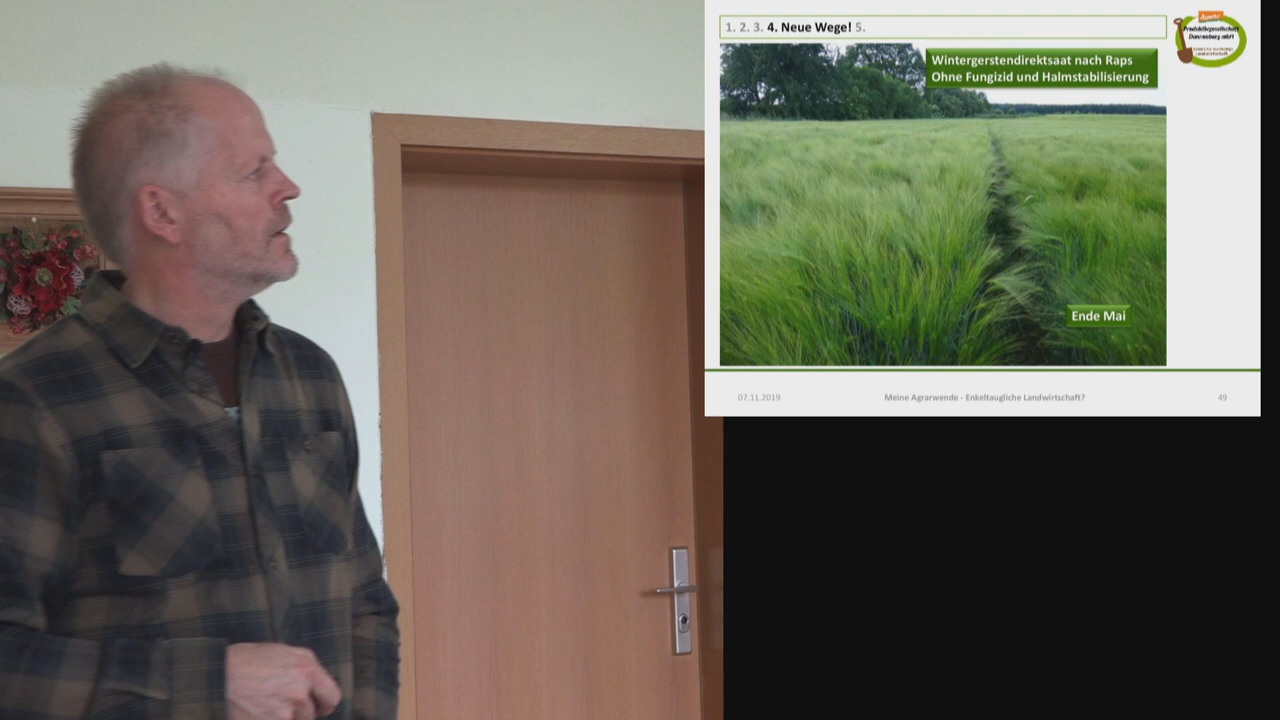 1. 2. 3. 4. Neue Wege! 5.
Wintergerstendirektsaat nach Raps
Ohne Fungizid und Halmstabilisierung
Ende Mai
07.11.2019
Meine Agrarwende - Enkeltaugliche Landwirtschaft?
49
Produktivgesellschaft